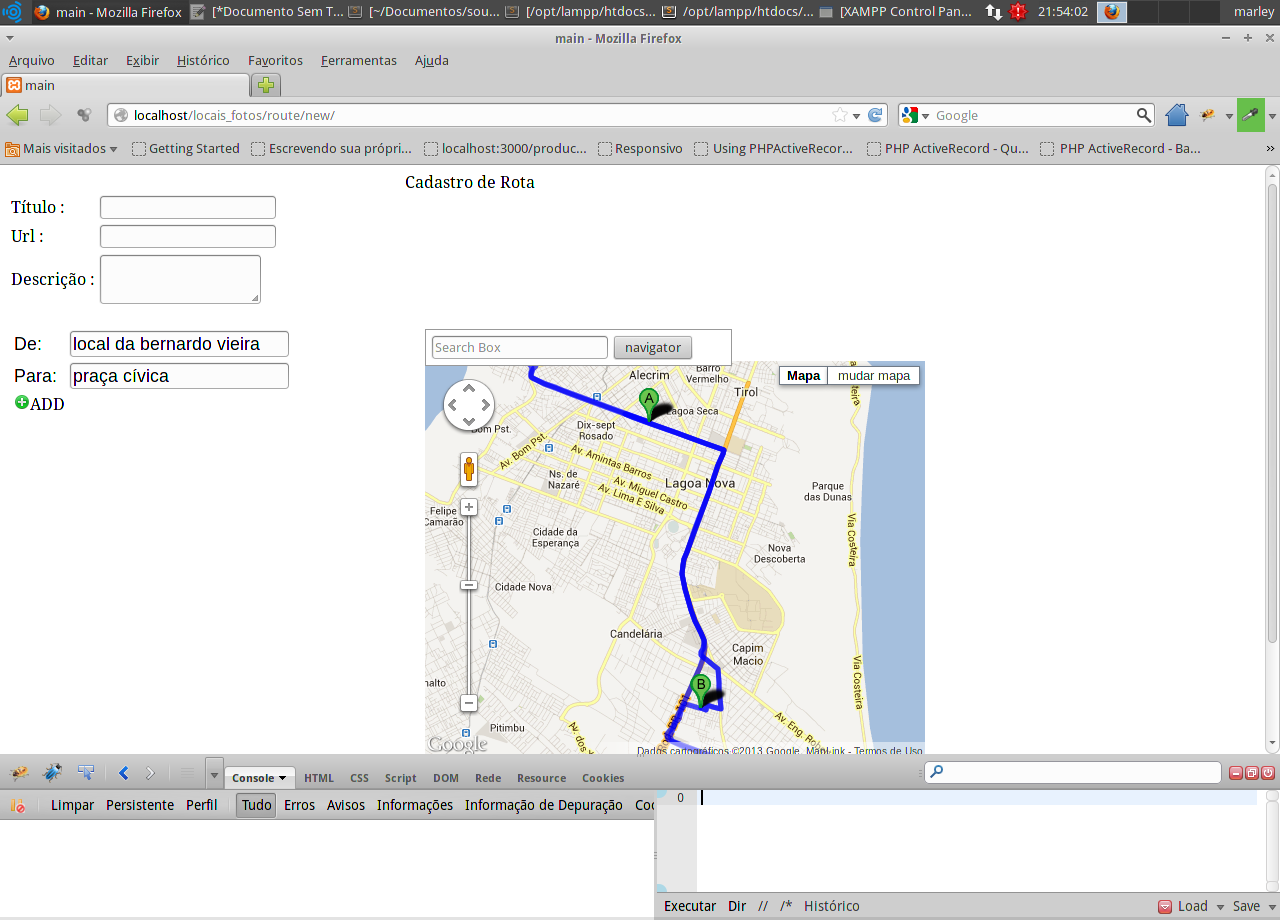 main - Mozilla Firefox
[*Documento Sem T...
[~/Documentos/sou...
[/opt/lampp/htdocs...
/opt/lampp/htdocs/...
[XAMPP Control Pan...
21:54:02
marley
main - Mozilla Firefox
Arquivo Editar Exibir Histórico Favoritos Ferramentas Ajuda
main
localhost/locais_fotos/route/new/
Google
Mais visitados
Getting Started
Escrevendo sua própri...
localhost:3000/produc...
Responsivo
Using PHPActiveRecor...
PHP ActiveRecord - Qu...
PHP ActiveRecord - Ba...
»
Cadastro de Rota
Título :
Url :
Descrição :
De: local da bernardo vieira
Para: praça cívica
ADD
Search Box
navigator
Mapa
mudar mapa
Alecrim
Barro
Vermelho
Tirol
A
Lagoa Seca
Bom Pst.
Dix-sept
Rosado
Av. Bom Pst.
Av. Amintas Barros
Ns. de
Nazaré
Av. Miguel Castro
Av. Lima E Silva
Lagoa Nova
Parque
das Dunas
Felipe
Camarão
Via Costeira
Cidade da
Esperança
Nova
Descoberta
Cidade Nova
Candelária
Capim
Macio
Via Costeira
B
Pitimbu
Av. dos
Av. Eng. Rob
Google
Dados cartográficos ©2013 Google, MapLink - Termos de Uso
Console HTML CSS Script DOM Rede Resource Cookies
Limpar Persistente Perfil Tudo Erros Avisos Informações Informação de Depuração Coo
0
Executar Dir // /* Histórico
Load Save